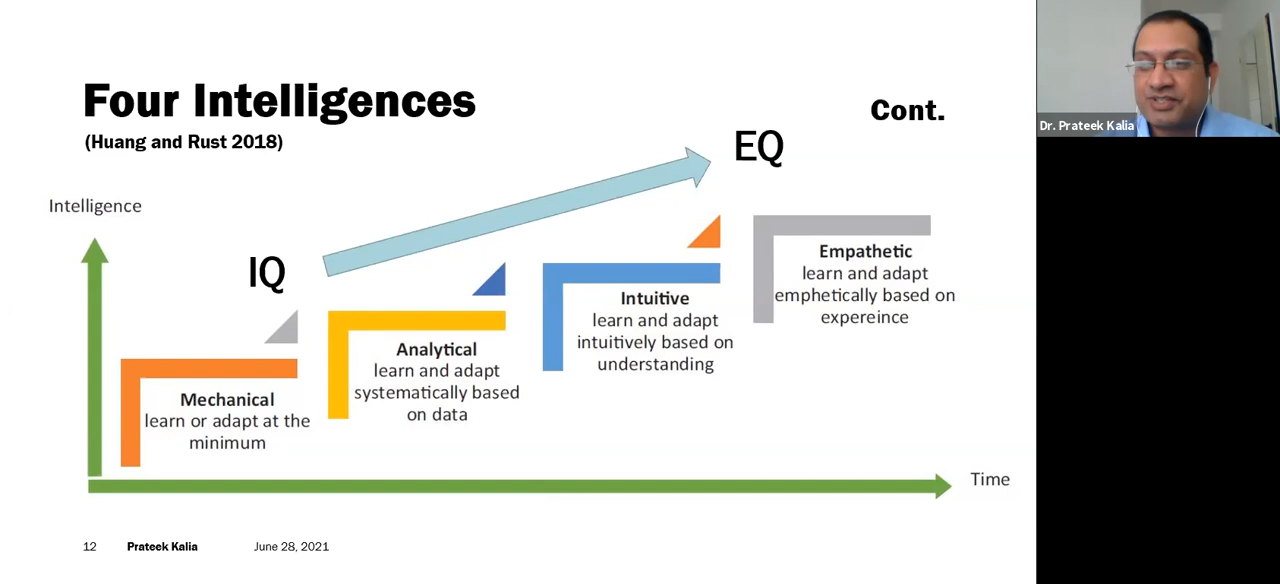 Four Intelligences
(Huang and Rust 2018)
Cont.
Dr. Prateek Kalia
EQ
Intelligence
IQ
Mechanical
learn or adapt at the
minimum
Analytical
learn and adapt
systematically based
on data
Intuitive
learn and adapt
intuitively based on
understanding
Empathetic
learn and adapt
emphetically based on
expereince
Time
12 Prateek Kalia June 28, 2021